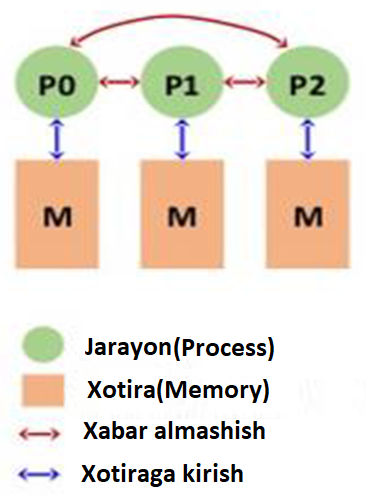 P0 P1 P2
M M M
Jarayon(Process)
Xotira(Memory)
Xabar almashish
Xotiraga kirish